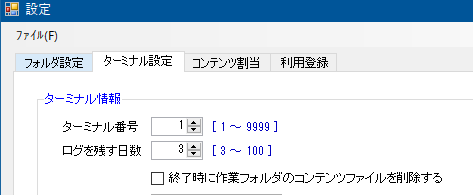 設定
ﾌｧｲﾙ(F)
フォルダ設定 ターミナル設定 コンテンツ割当 利用登録
ターミナル情報
ターミナル番号 1 [ 1 ～ 9999 ]
ログを残す日数 3 [ 3 ～ 100 ]
終了時に作業フォルダのコンテンツファイルを削除する